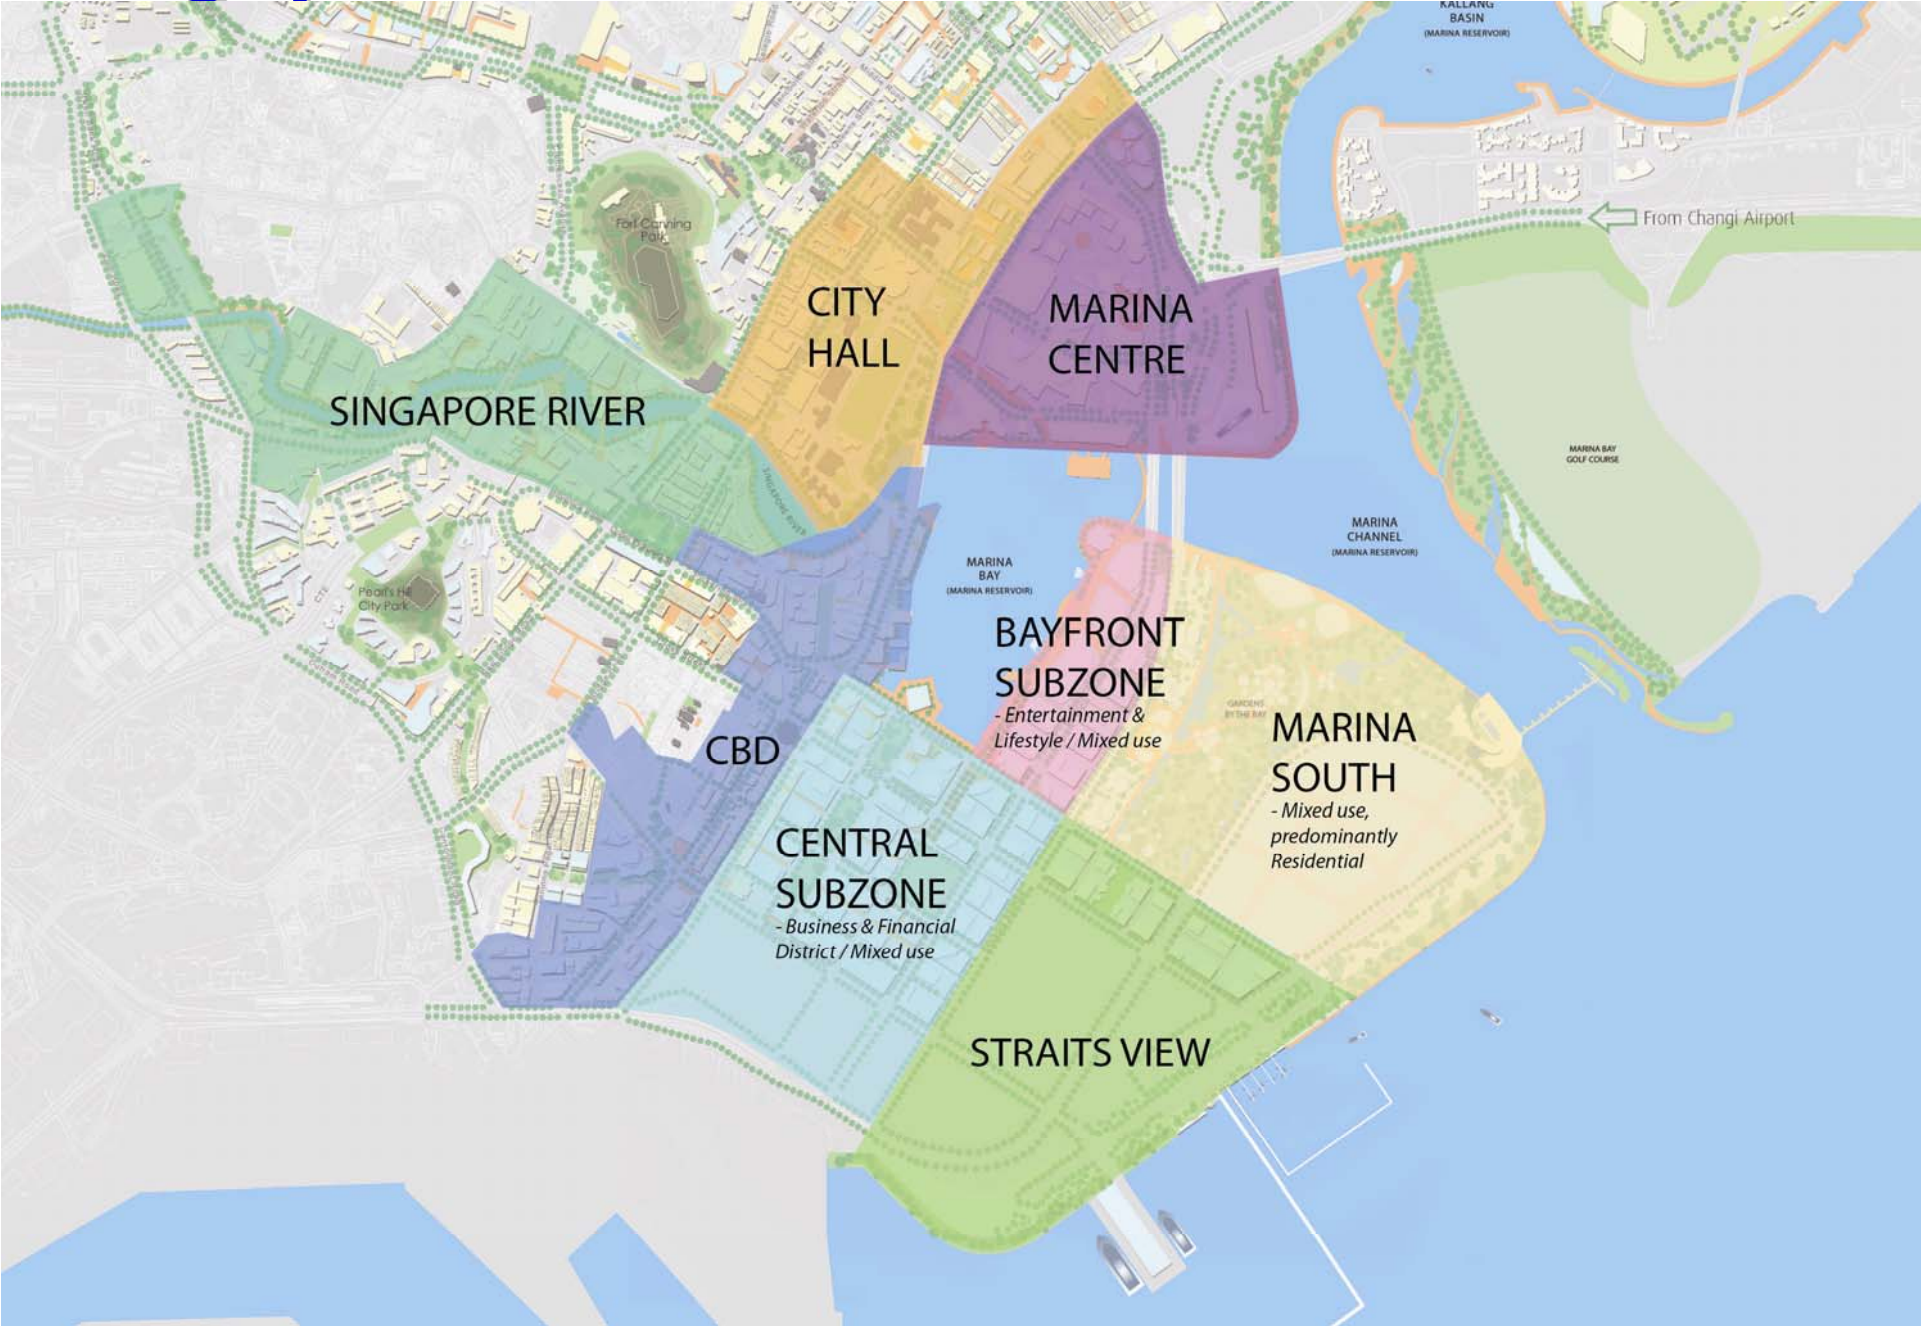 KALLANG
BASIN
(MARINA RESERVOIR)
From Changi Airport
Fort Canning
Park
CITY
HALL
MARINA
CENTRE
SINGAPORE RIVER
SINGAPORE RIVER
MARINA BAY
GOLF COURSE
MARINA
CHANNEL
(MARINA RESERVOIR)
MARINA
BAY
(MARINA RESERVOIR)
Pearl's Hill
City Park
CTE
BAYFRONT
SUBZONE
- Entertainment &
Lifestyle / Mixed use
GARDENS
BY THE BAY
MARINA
SOUTH
- Mixed use,
predominantly
Residential
CBD
CENTRAL
SUBZONE
- Business & Financial
District / Mixed use
STRAITS VIEW